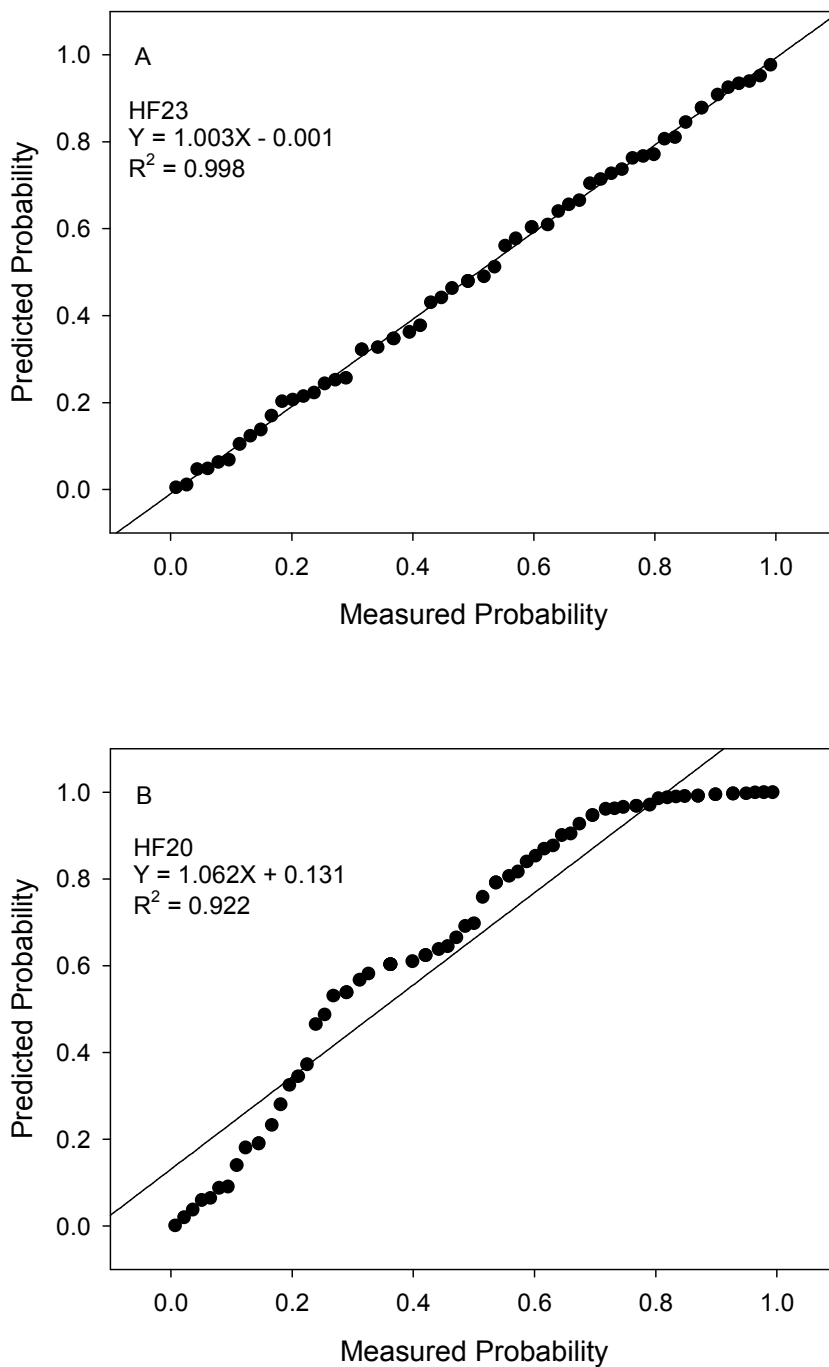 A
HF23
Y = 1.003X - 0.001
R² = 0.998
1.0
0.8
0.6
0.4
0.2
0.0
Predicted Probability
0.0 0.2 0.4 0.6 0.8 1.0
Measured Probability
B
HF20
Y = 1.062X + 0.131
R² = 0.922
1.0
0.8
0.6
0.4
0.2
0.0
Predicted Probability
0.0 0.2 0.4 0.6 0.8 1.0
Measured Probability